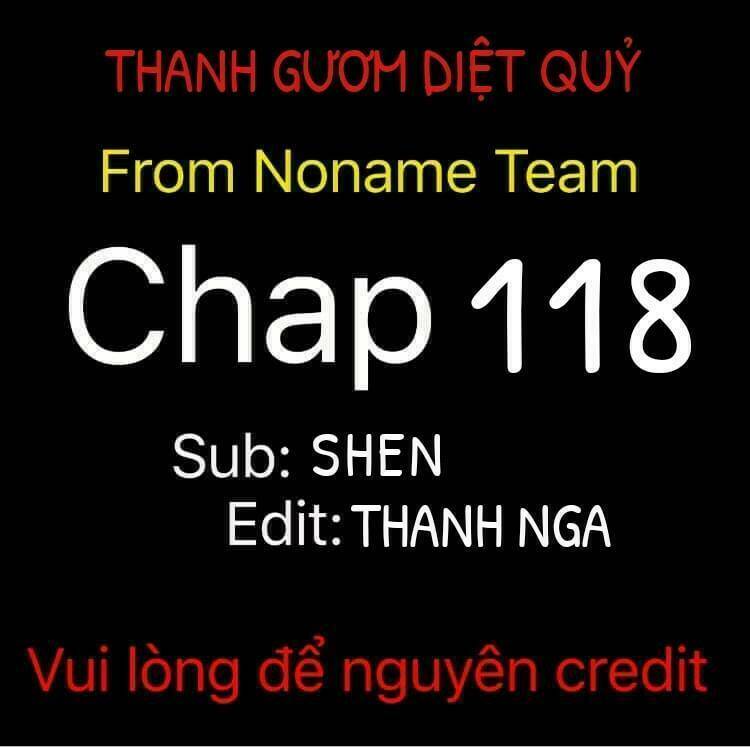 THANH GƯƠM DIỆT QUỶ
From Noname Team
Chap 118
Sub: SHEN
Edit: THANH NGA
Vui lòng để nguyên credit